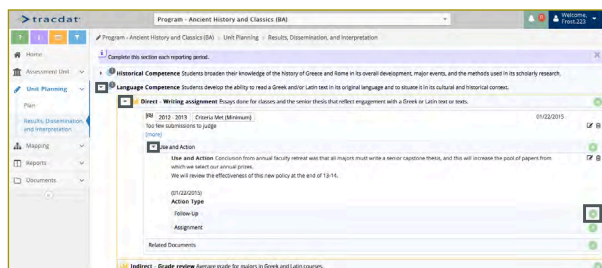 tracdat
Program - Ancient History and Classics (BA)
Welcome,
Frost.223
Program - Ancient History and Classics (BA) > Unit Planning > Results, Dissemination, and Interpretation
Home
Complete this section each reporting period.
Assessment Unit
Historical Competence Students broaden their knowledge of the history of Greece and Rome in its overall development, major events, and the methods used in its scholarly research.
Unit Planning
Language Competence Students develop the ability to read a Greek and/or Latin text in its original language and to situate it in its cultural and historical context.
Plan
Direct - Writing assignment Essays done for classes and the senior thesis that reflect engagement with a Greek or Latin text or texts.
Results, Dissemination,
and Interpretation
2012 - 2013 Criteria Met (Minimum) 01/22/2015
Too few submissions to judge
(more)
Mapping
Use and Action
Reports
Use and Action Conclusion from annual faculty retreat was that all majors must write a senior capstone thesis, and this will increase the pool of papers from
which we select our annual prizes.
Documents
We will review the effectiveness of this new policy at the end of 13-14.
(01/22/2015)
Action Type
Follow-Up
Assignment
Related Documents
Indirect - Grade review Average grade for majors in Greek and Latin courses.